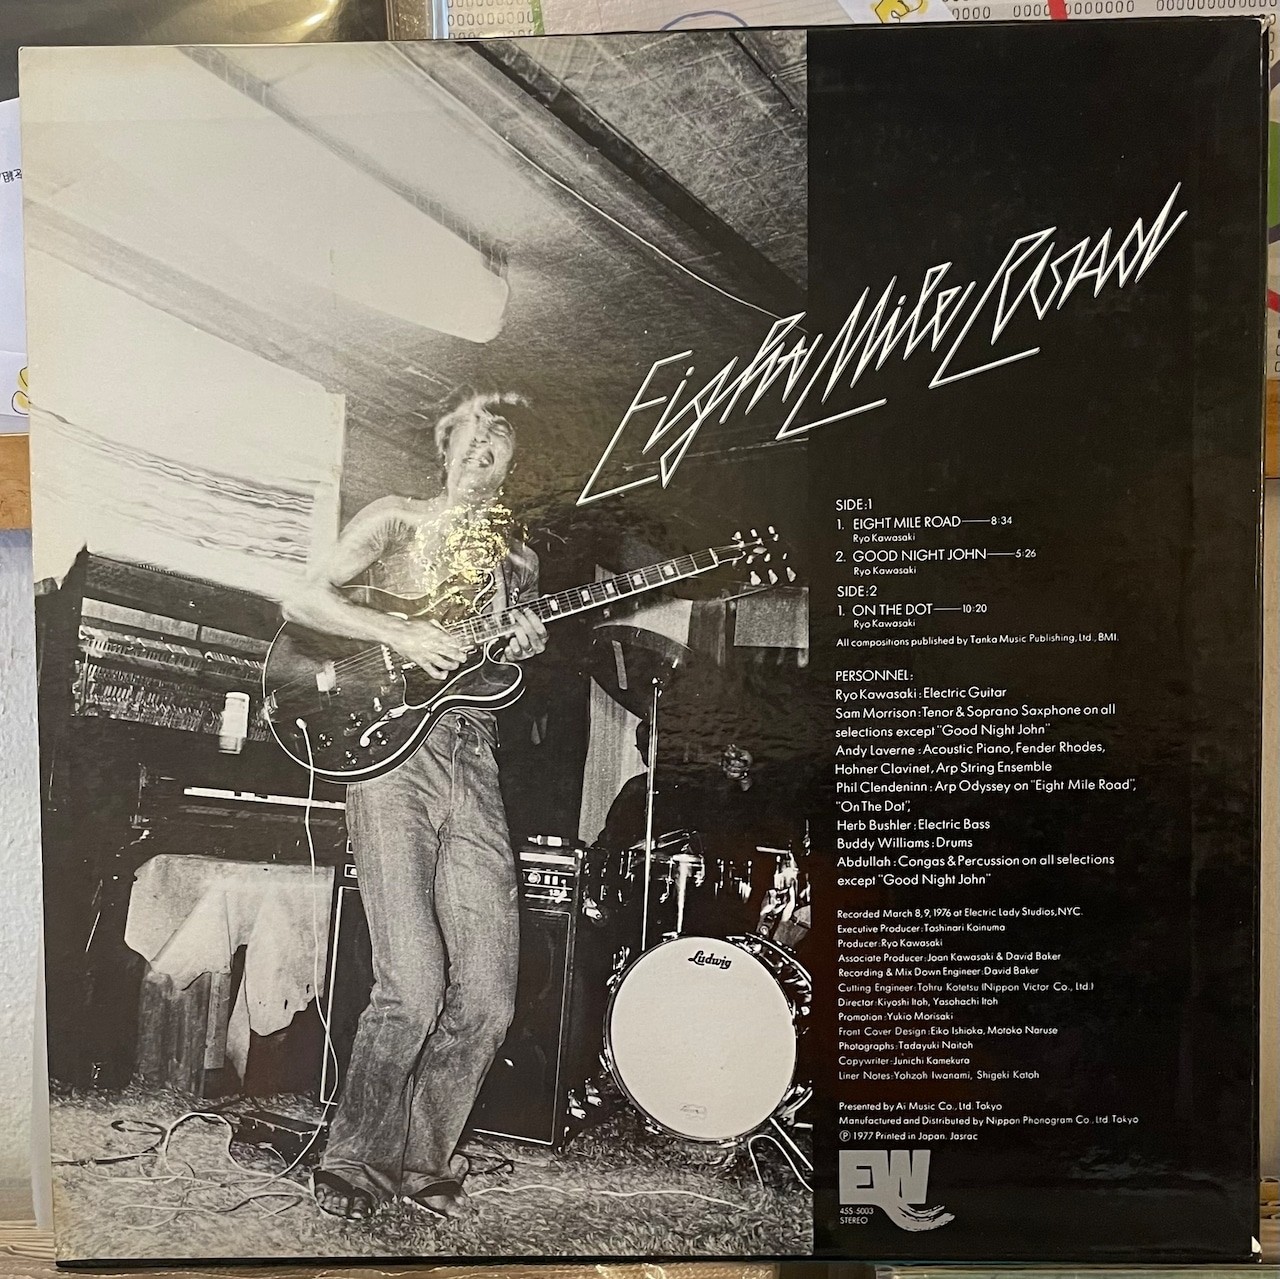 Eight Mile Road
SIDE:1
1. EIGHT MILE ROAD——8:34
Ryo Kawasaki
2. GOOD NIGHT JOHN——5:26
Ryo Kawasaki
SIDE:2
1. ON THE DOT——10:20
Ryo Kawasaki
All compositions published by Tanka Music Publishing, Ltd., BMI.
PERSONNEL:
Ryo Kawasaki : Electric Guitar
Sam Morrison : Tenor & Soprano Saxphone on all
selections except "Good Night John"
Andy Laverne : Acoustic Piano, Fender Rhodes,
Hohner Clavinet, Arp String Ensemble
Phil Clendeninn : Arp Odyssey on "Eight Mile Road",
"On The Dot",
Herb Bushler : Electric Bass
Buddy Williams : Drums
Abdullah : Congas & Percussion on all selections
except "Good Night John"
Recorded March 8,9,1976 at Electric Lady Studios, NYC.
Executive Producer: Toshinari Koinuma
Producer: Ryo Kawasaki
Associate Producer: Joan Kawasaki & David Baker
Recording & Mix Down Engineer: David Baker
Cutting Engineer: Tohru Kotetsu (Nippon Victor Co., Ltd.)
Director: Kiyoshi Itoh, Yasohachi Itoh
Promotion: Yukio Morisaki
Front Cover Design: Eiko Ishioka, Motoko Naruse
Photographs: Tadayuki Naitoh
Copywriter: Junichi Kamekura
Liner Notes: Yohzoh Iwanami, Shigeki Katoh
Presented by Ai Music Co., Ltd. Tokyo
Manufactured and Distributed by Nippon Phonogram Co., Ltd. Tokyo
Ⓟ 1977 Printed in Japan. Jasrac
EW
45S-5003
STEREO
Ludwig